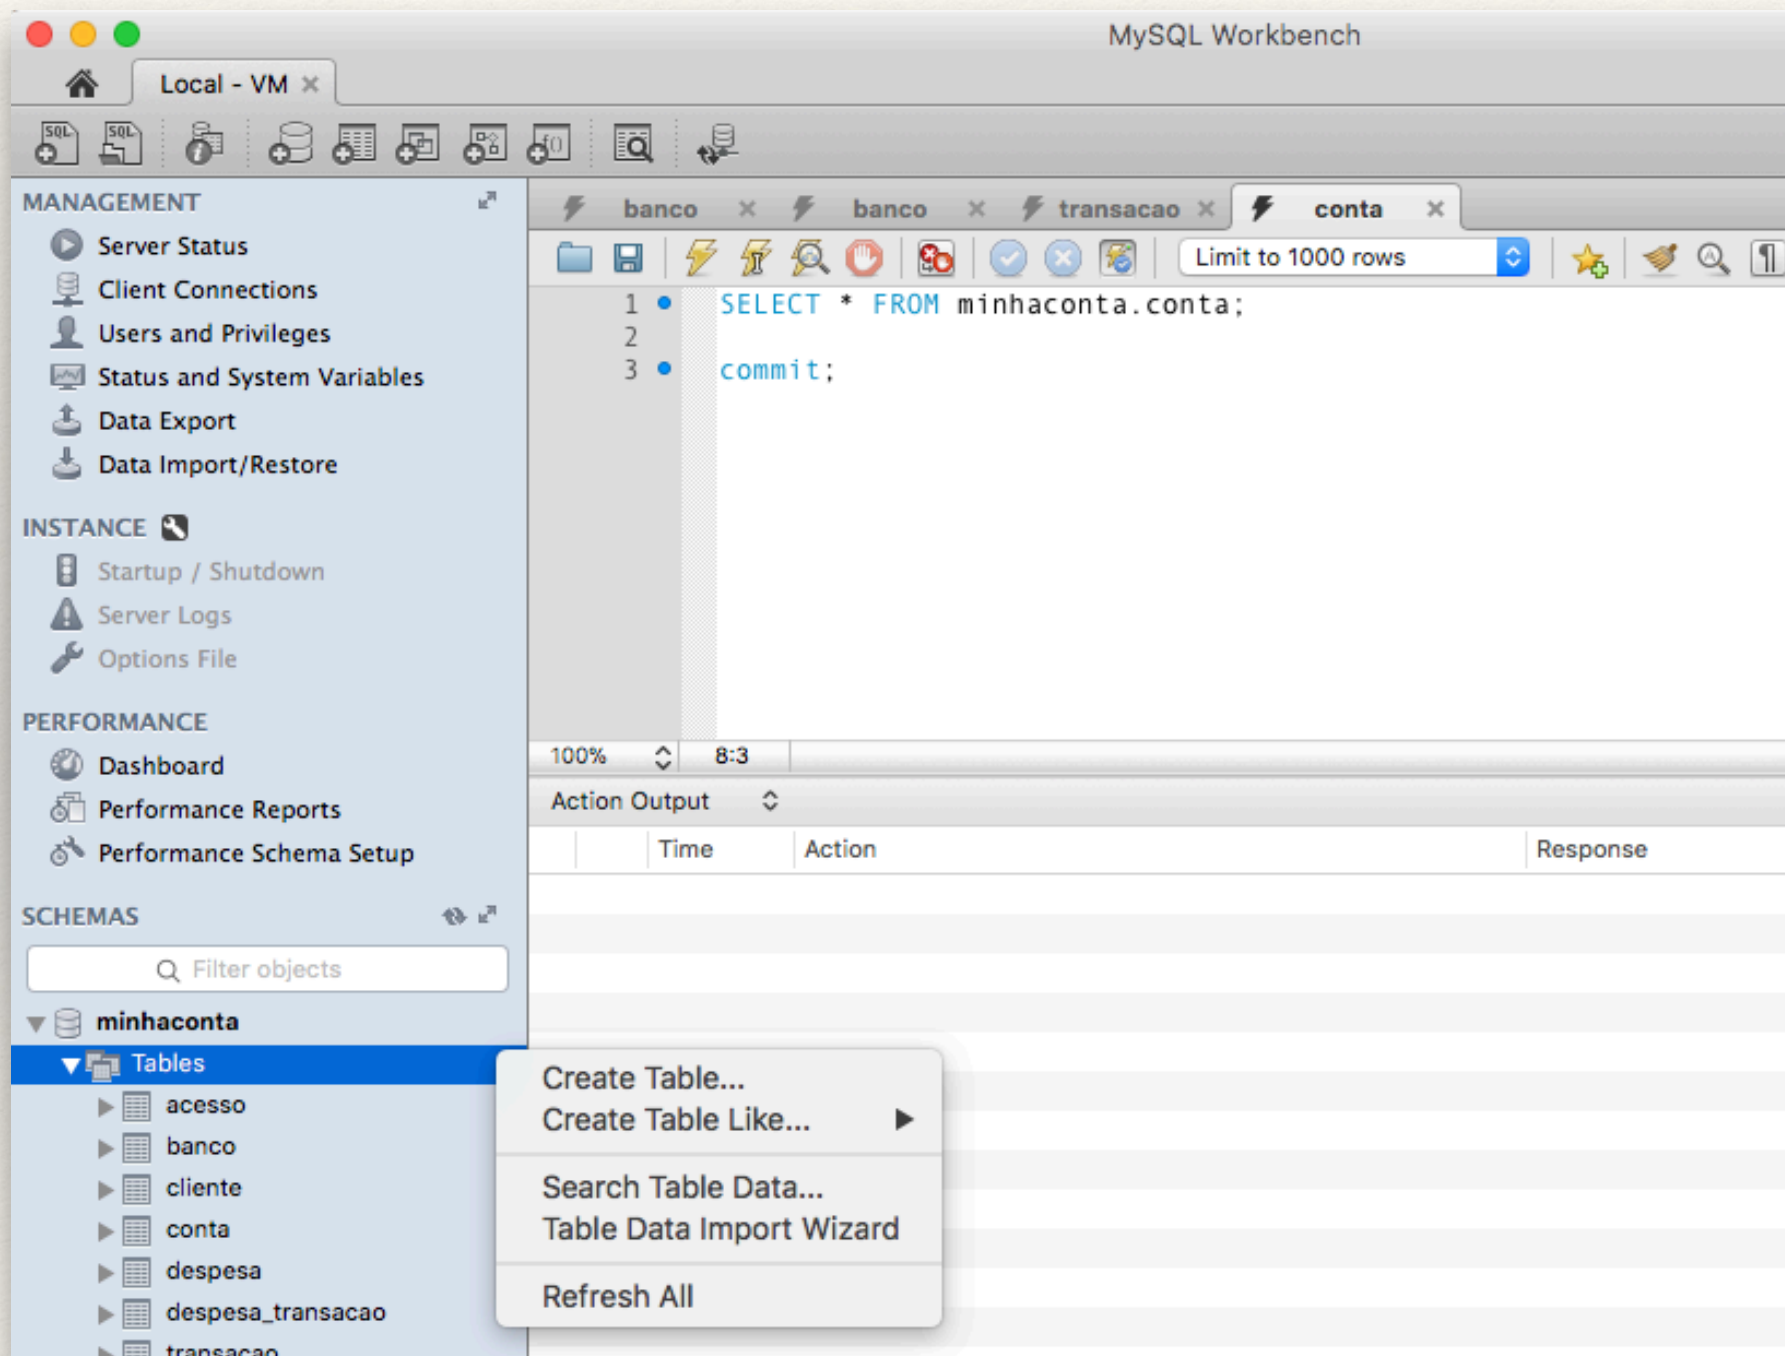 MySQL Workbench
Local - VM
SQL SQL f()
MANAGEMENT
Server Status
Client Connections
Users and Privileges
Status and System Variables
Data Export
Data Import/Restore
INSTANCE
Startup / Shutdown
Server Logs
Options File
PERFORMANCE
Dashboard
Performance Reports
Performance Schema Setup
SCHEMAS
Filter objects
minhaconta
Tables
acesso
banco
cliente
conta
despesa
despesa_transacao
transacao
banco banco transacao conta
Limit to 1000 rows
1 SELECT * FROM minhaconta.conta;
2
3 commit;
100% 8:3
Action Output
Time Action Response
Create Table...
Create Table Like...
Search Table Data...
Table Data Import Wizard
Refresh All